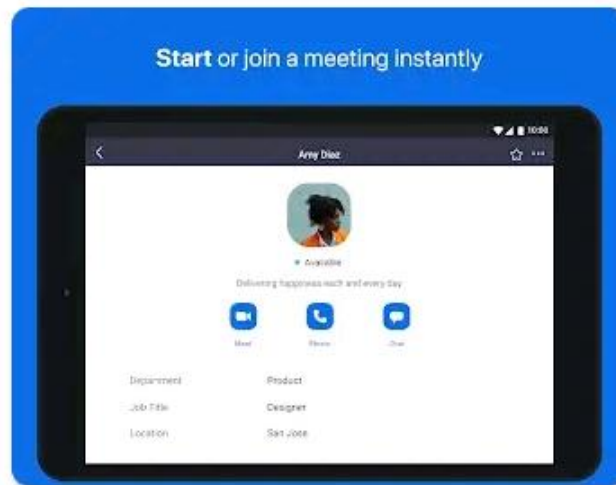 Start or join a meeting instantly
10:00
Amy Diez
Available
Delivering happiness each and every day
Meet
Phone
Chat
Department Product
Job Title Designer
Location San Jose